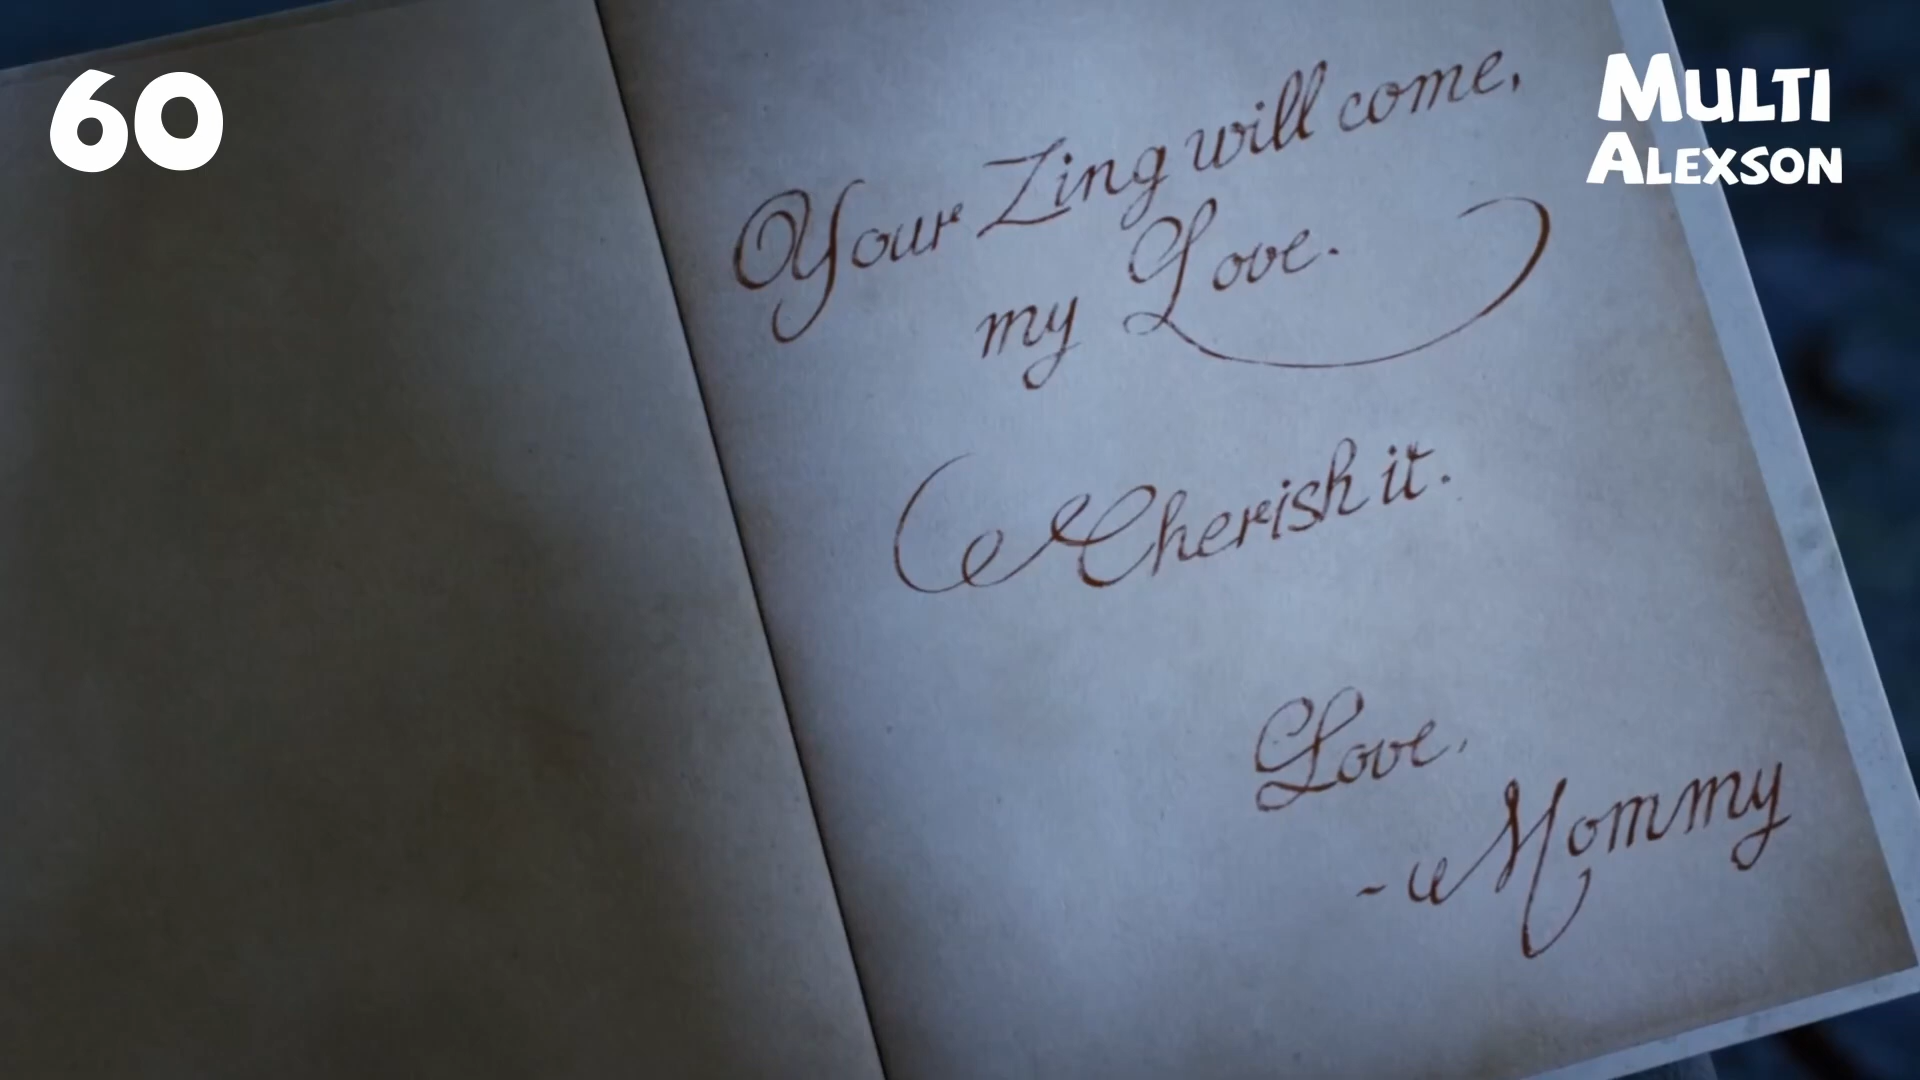 60
MULTI
ALEXSON
Your Zing will come,
my Love.
Cherish it.
Love,
- Mommy